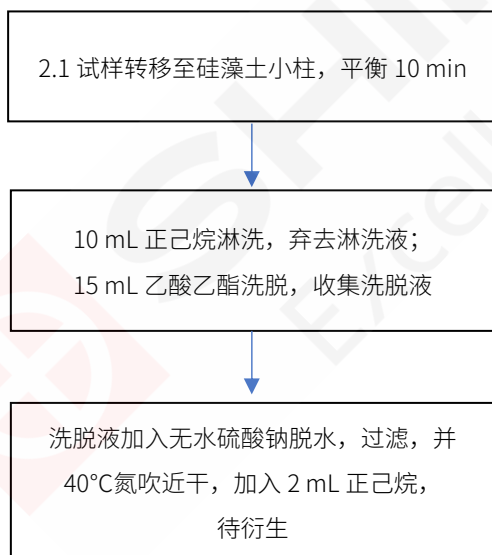 2.1 试样转移至硅藻土小柱，平衡 10 min
10 mL 正己烷淋洗，弃去淋洗液；
15 mL 乙酸乙酯洗脱，收集洗脱液
洗脱液加入无水硫酸钠脱水，过滤，并
40°C氮吹近干，加入 2 mL 正己烷，
待衍生